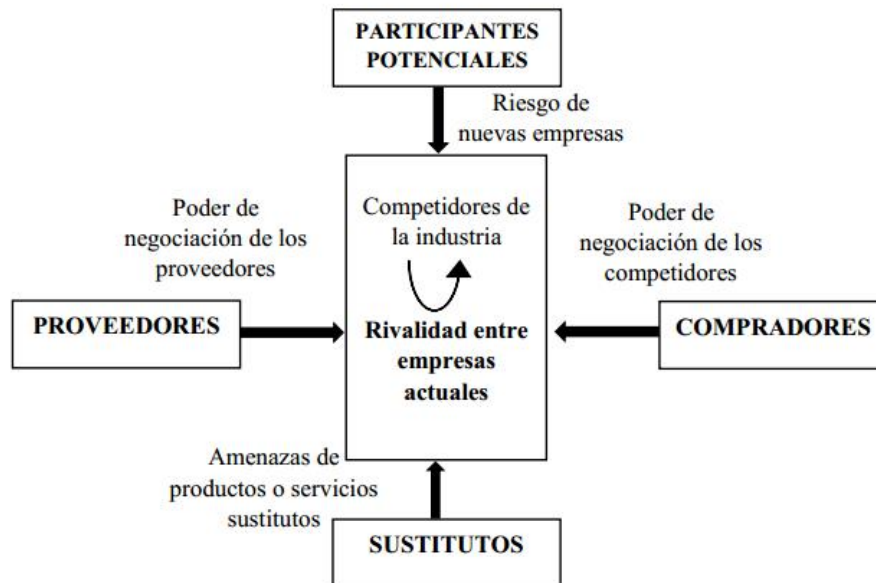 PARTICIPANTES
POTENCIALES
Riesgo de
nuevas empresas
Poder de
negociación de los
proveedores
Competidores de
la industria
Poder de
negociación de los
competidores
PROVEEDORES
Rivalidad entre
empresas
actuales
COMPRADORES
Amenazas de
productos o servicios
sustitutos
SUSTITUTOS